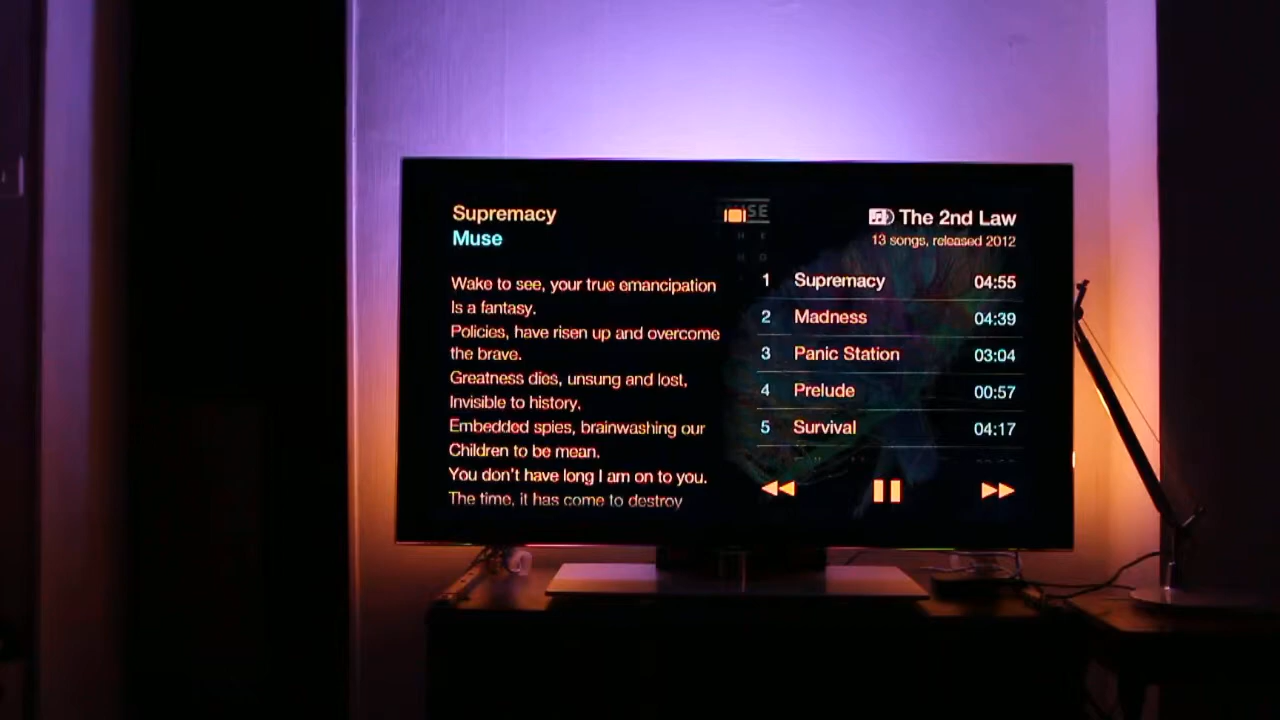 Supremacy
Muse
Wake to see, your true emancipation
Is a fantasy.
Policies, have risen up and overcome
the brave.
Greatness dies, unsung and lost,
Invisible to history,
Embedded spies, brainwashing our
Children to be mean.
You don't have long I am on to you.
The time, it has come to destroy
The 2nd Law
13 songs, released 2012
1 Supremacy 04:55
2 Madness 04:39
3 Panic Station 03:04
4 Prelude 00:57
5 Survival 04:17